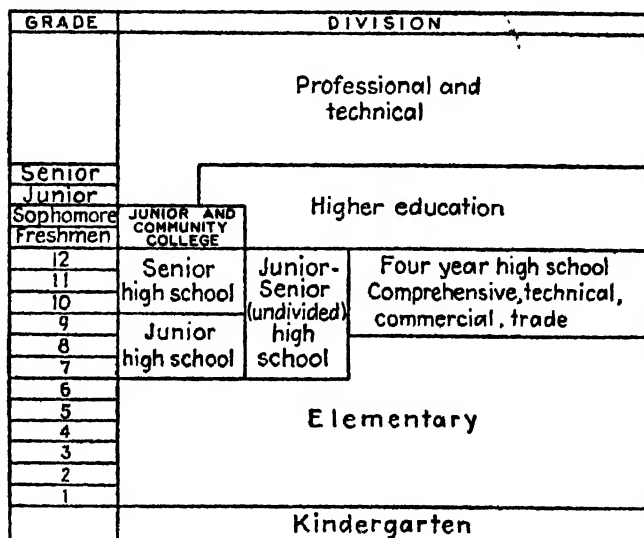 GRADE
DIVISION
Professional and
technical
Senior
Junior
Sophomore
Freshmen
Higher education
JUNIOR AND
COMMUNITY
COLLEGE
12
11
10
9
8
7
6
5
4
3
2
1
Senior
high school
Junior
high school
Junior-
Senior
(undivided)
high
school
Four year high school
Comprehensive, technical,
commercial, trade
Elementary
Kindergarten